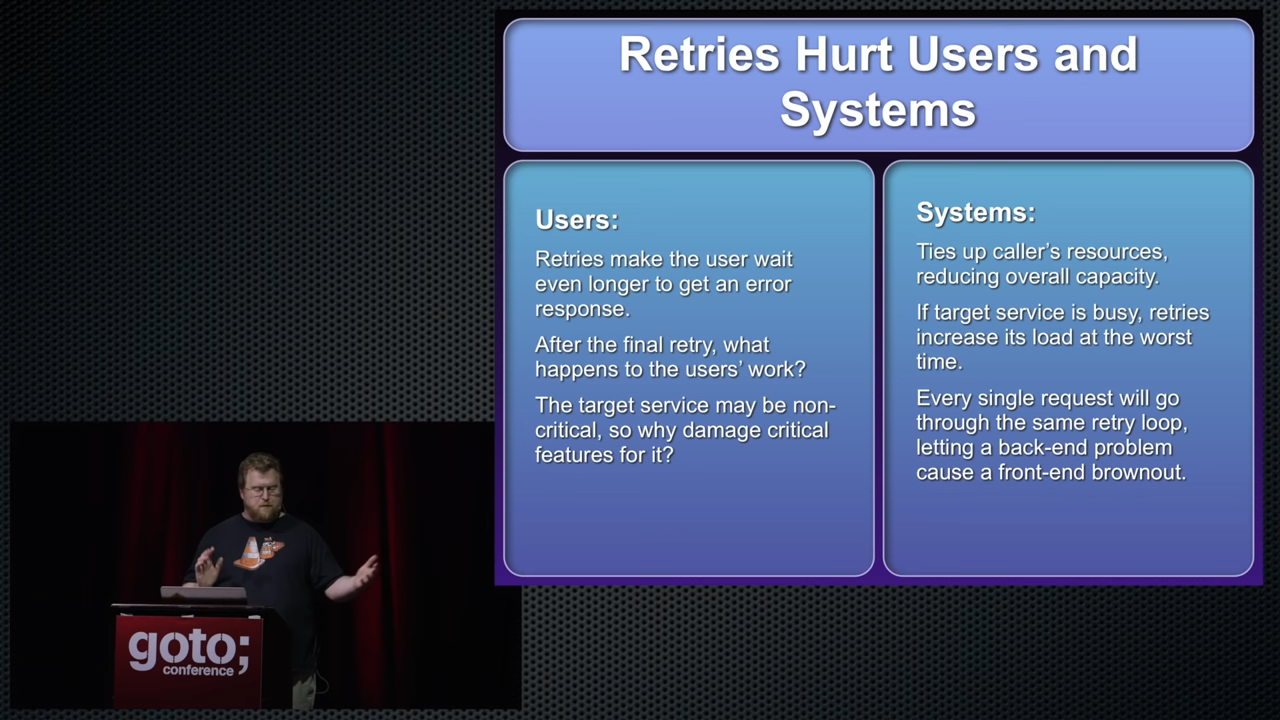 Retries Hurt Users and
Systems
Users:
Retries make the user wait
even longer to get an error
response.
After the final retry, what
happens to the users’ work?
The target service may be non-
critical, so why damage critical
features for it?
Systems:
Ties up caller’s resources,
reducing overall capacity.
If target service is busy, retries
increase its load at the worst
time.
Every single request will go
through the same retry loop,
letting a back-end problem
cause a front-end brownout.
goto;
conference